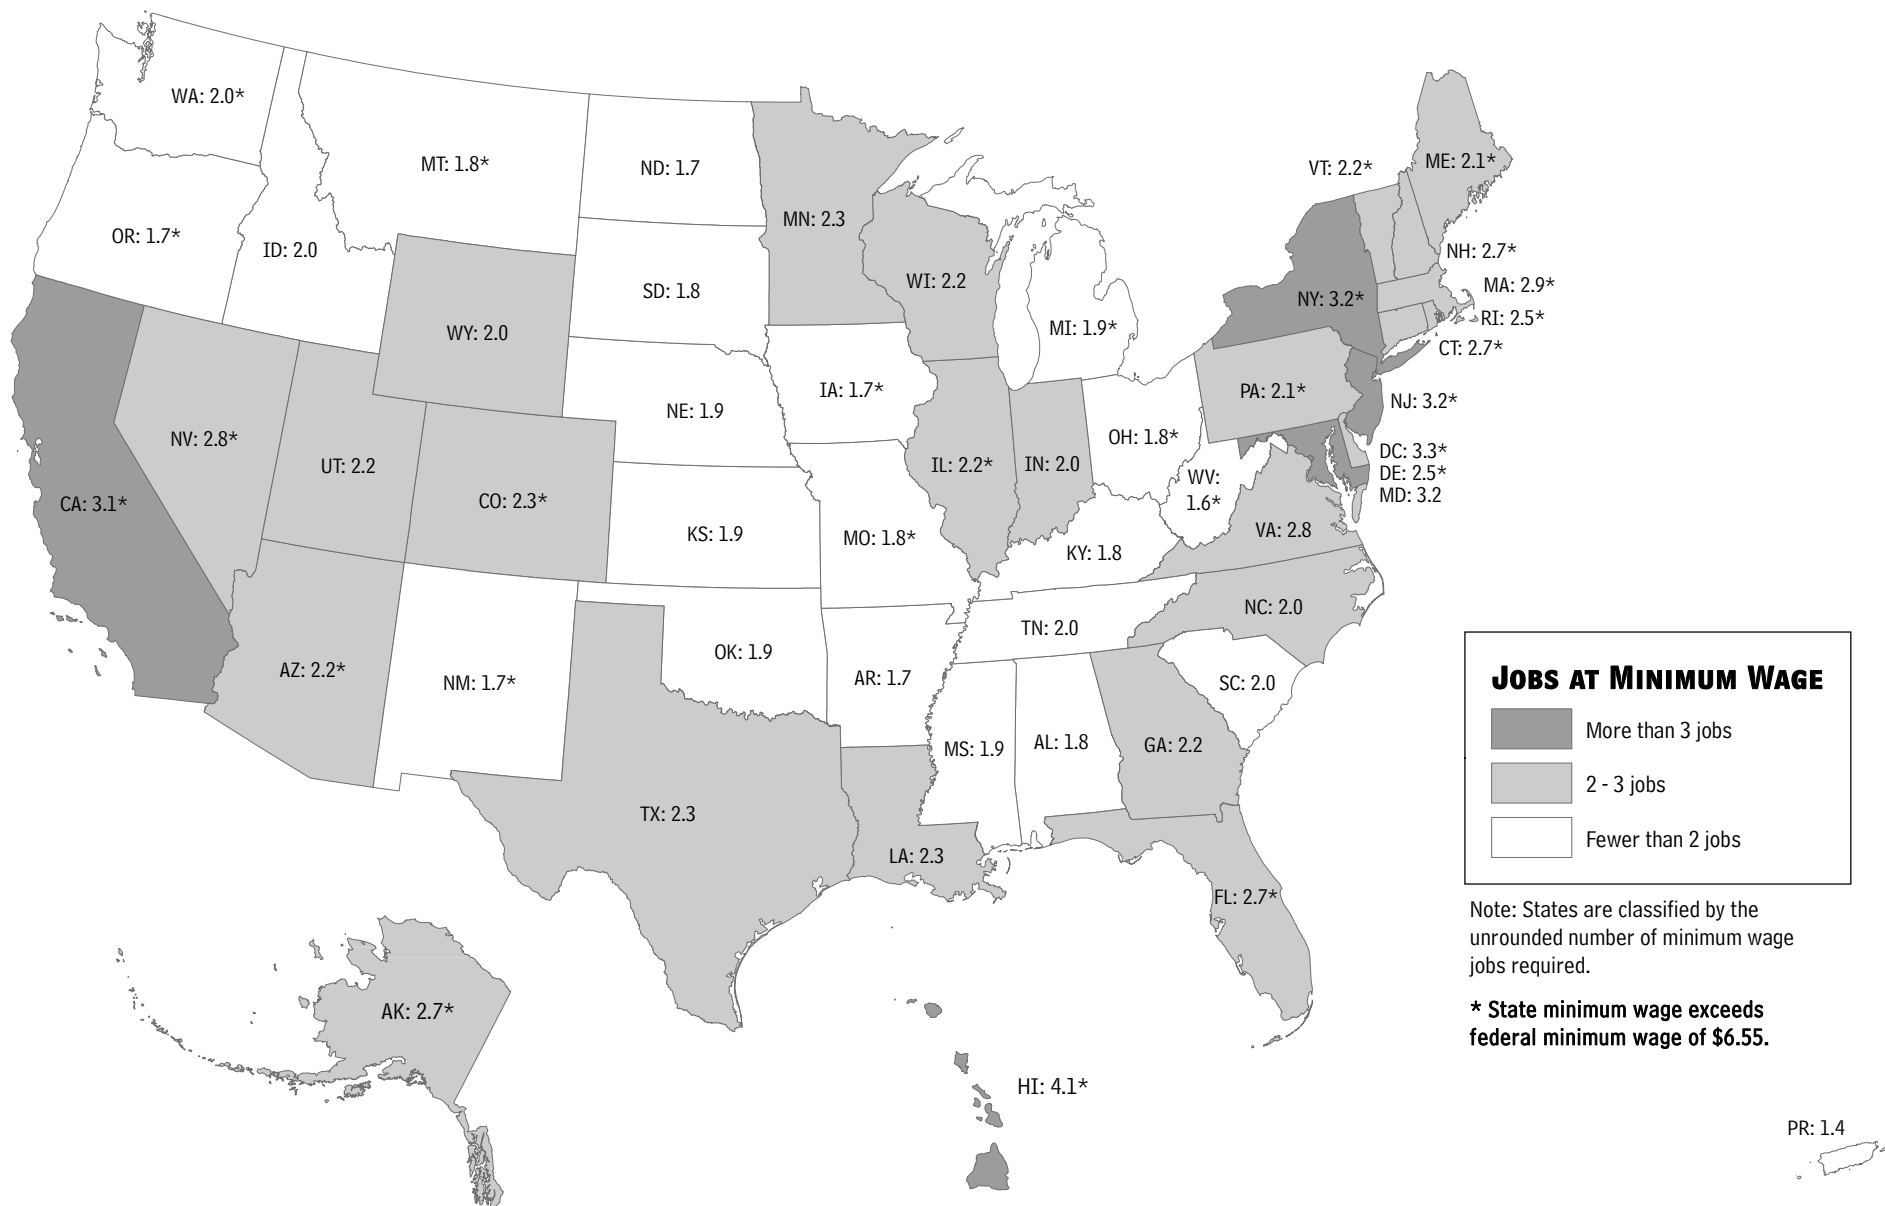 WA: 2.0*
MT: 1.8*
ND: 1.7
VT: 2.2*
ME: 2.1*
MN: 2.3
OR: 1.7*
ID: 2.0
NH: 2.7*
WI: 2.2
MA: 2.9*
SD: 1.8
NY: 3.2*
RI: 2.5*
WY: 2.0
MI: 1.9*
CT: 2.7*
IA: 1.7*
PA: 2.1*
NJ: 3.2*
NE: 1.9
NV: 2.8*
OH: 1.8*
DC: 3.3*
UT: 2.2
IL: 2.2*
IN: 2.0
DE: 2.5*
WV:
1.6*
MD: 3.2
CA: 3.1*
CO: 2.3*
KS: 1.9
MO: 1.8*
VA: 2.8
KY: 1.8
NC: 2.0
TN: 2.0
AZ: 2.2*
NM: 1.7*
OK: 1.9
AR: 1.7
SC: 2.0
MS: 1.9
AL: 1.8
GA: 2.2
TX: 2.3
LA: 2.3
FL: 2.7*
AK: 2.7*
HI: 4.1*
PR: 1.4
JOBS AT MINIMUM WAGE
More than 3 jobs
2 - 3 jobs
Fewer than 2 jobs
Note: States are classified by the
unrounded number of minimum wage
jobs required.
* State minimum wage exceeds
federal minimum wage of $6.55.